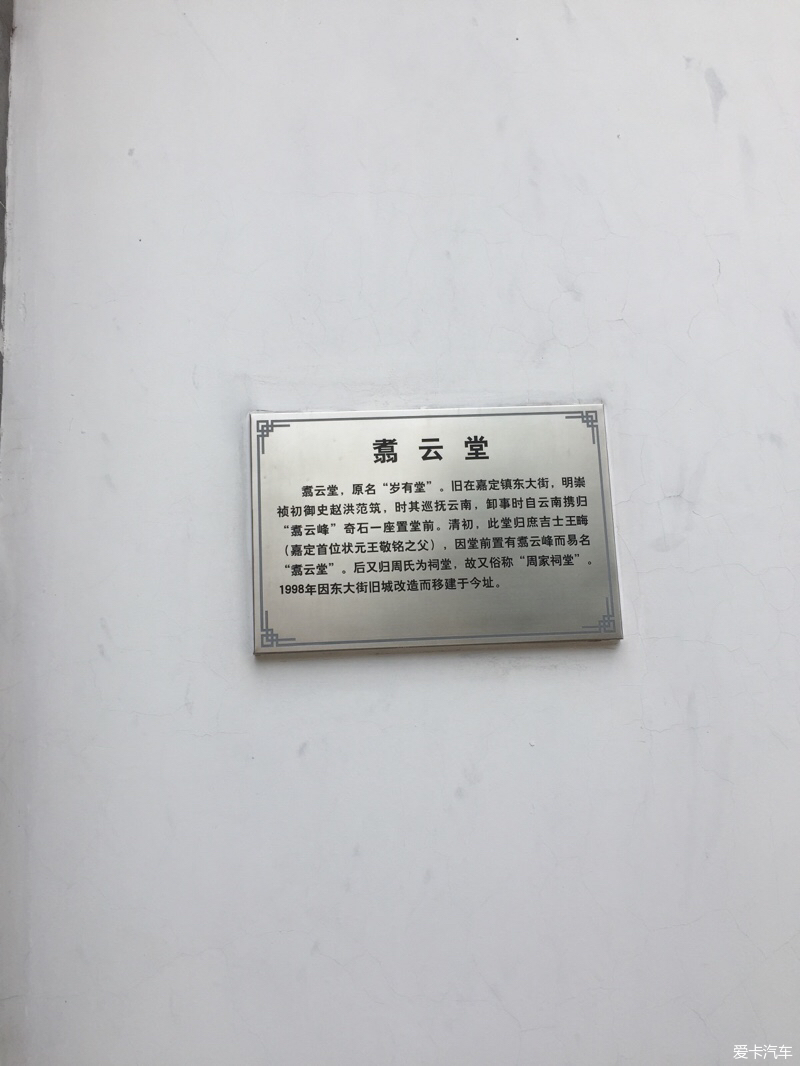 翥云堂
翥云堂，原名“岁有堂”。旧在嘉定镇东大街，明崇
祯初御史赵洪范筑，时其巡抚云南，卸事时自云南携归
“翥云峰”奇石一座置堂前。清初，此堂归庶吉士王晦
（嘉定首位状元王敬铭之父），因堂前置有翥云峰而易名
“翥云堂”。后又归周氏为祠堂，故又俗称“周家祠堂”。
1998年因东大街旧城改造而移建于今址。
爱卡汽车